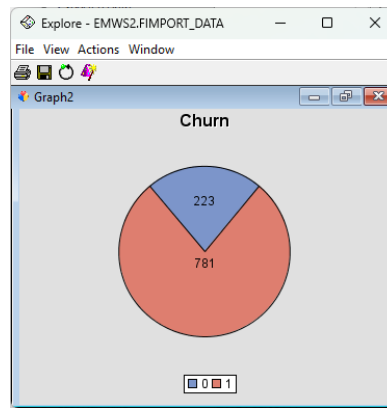 Explore - EMWS2.FIMPORT_DATA
File View Actions Window
Graph2
Churn
223
781
0 1